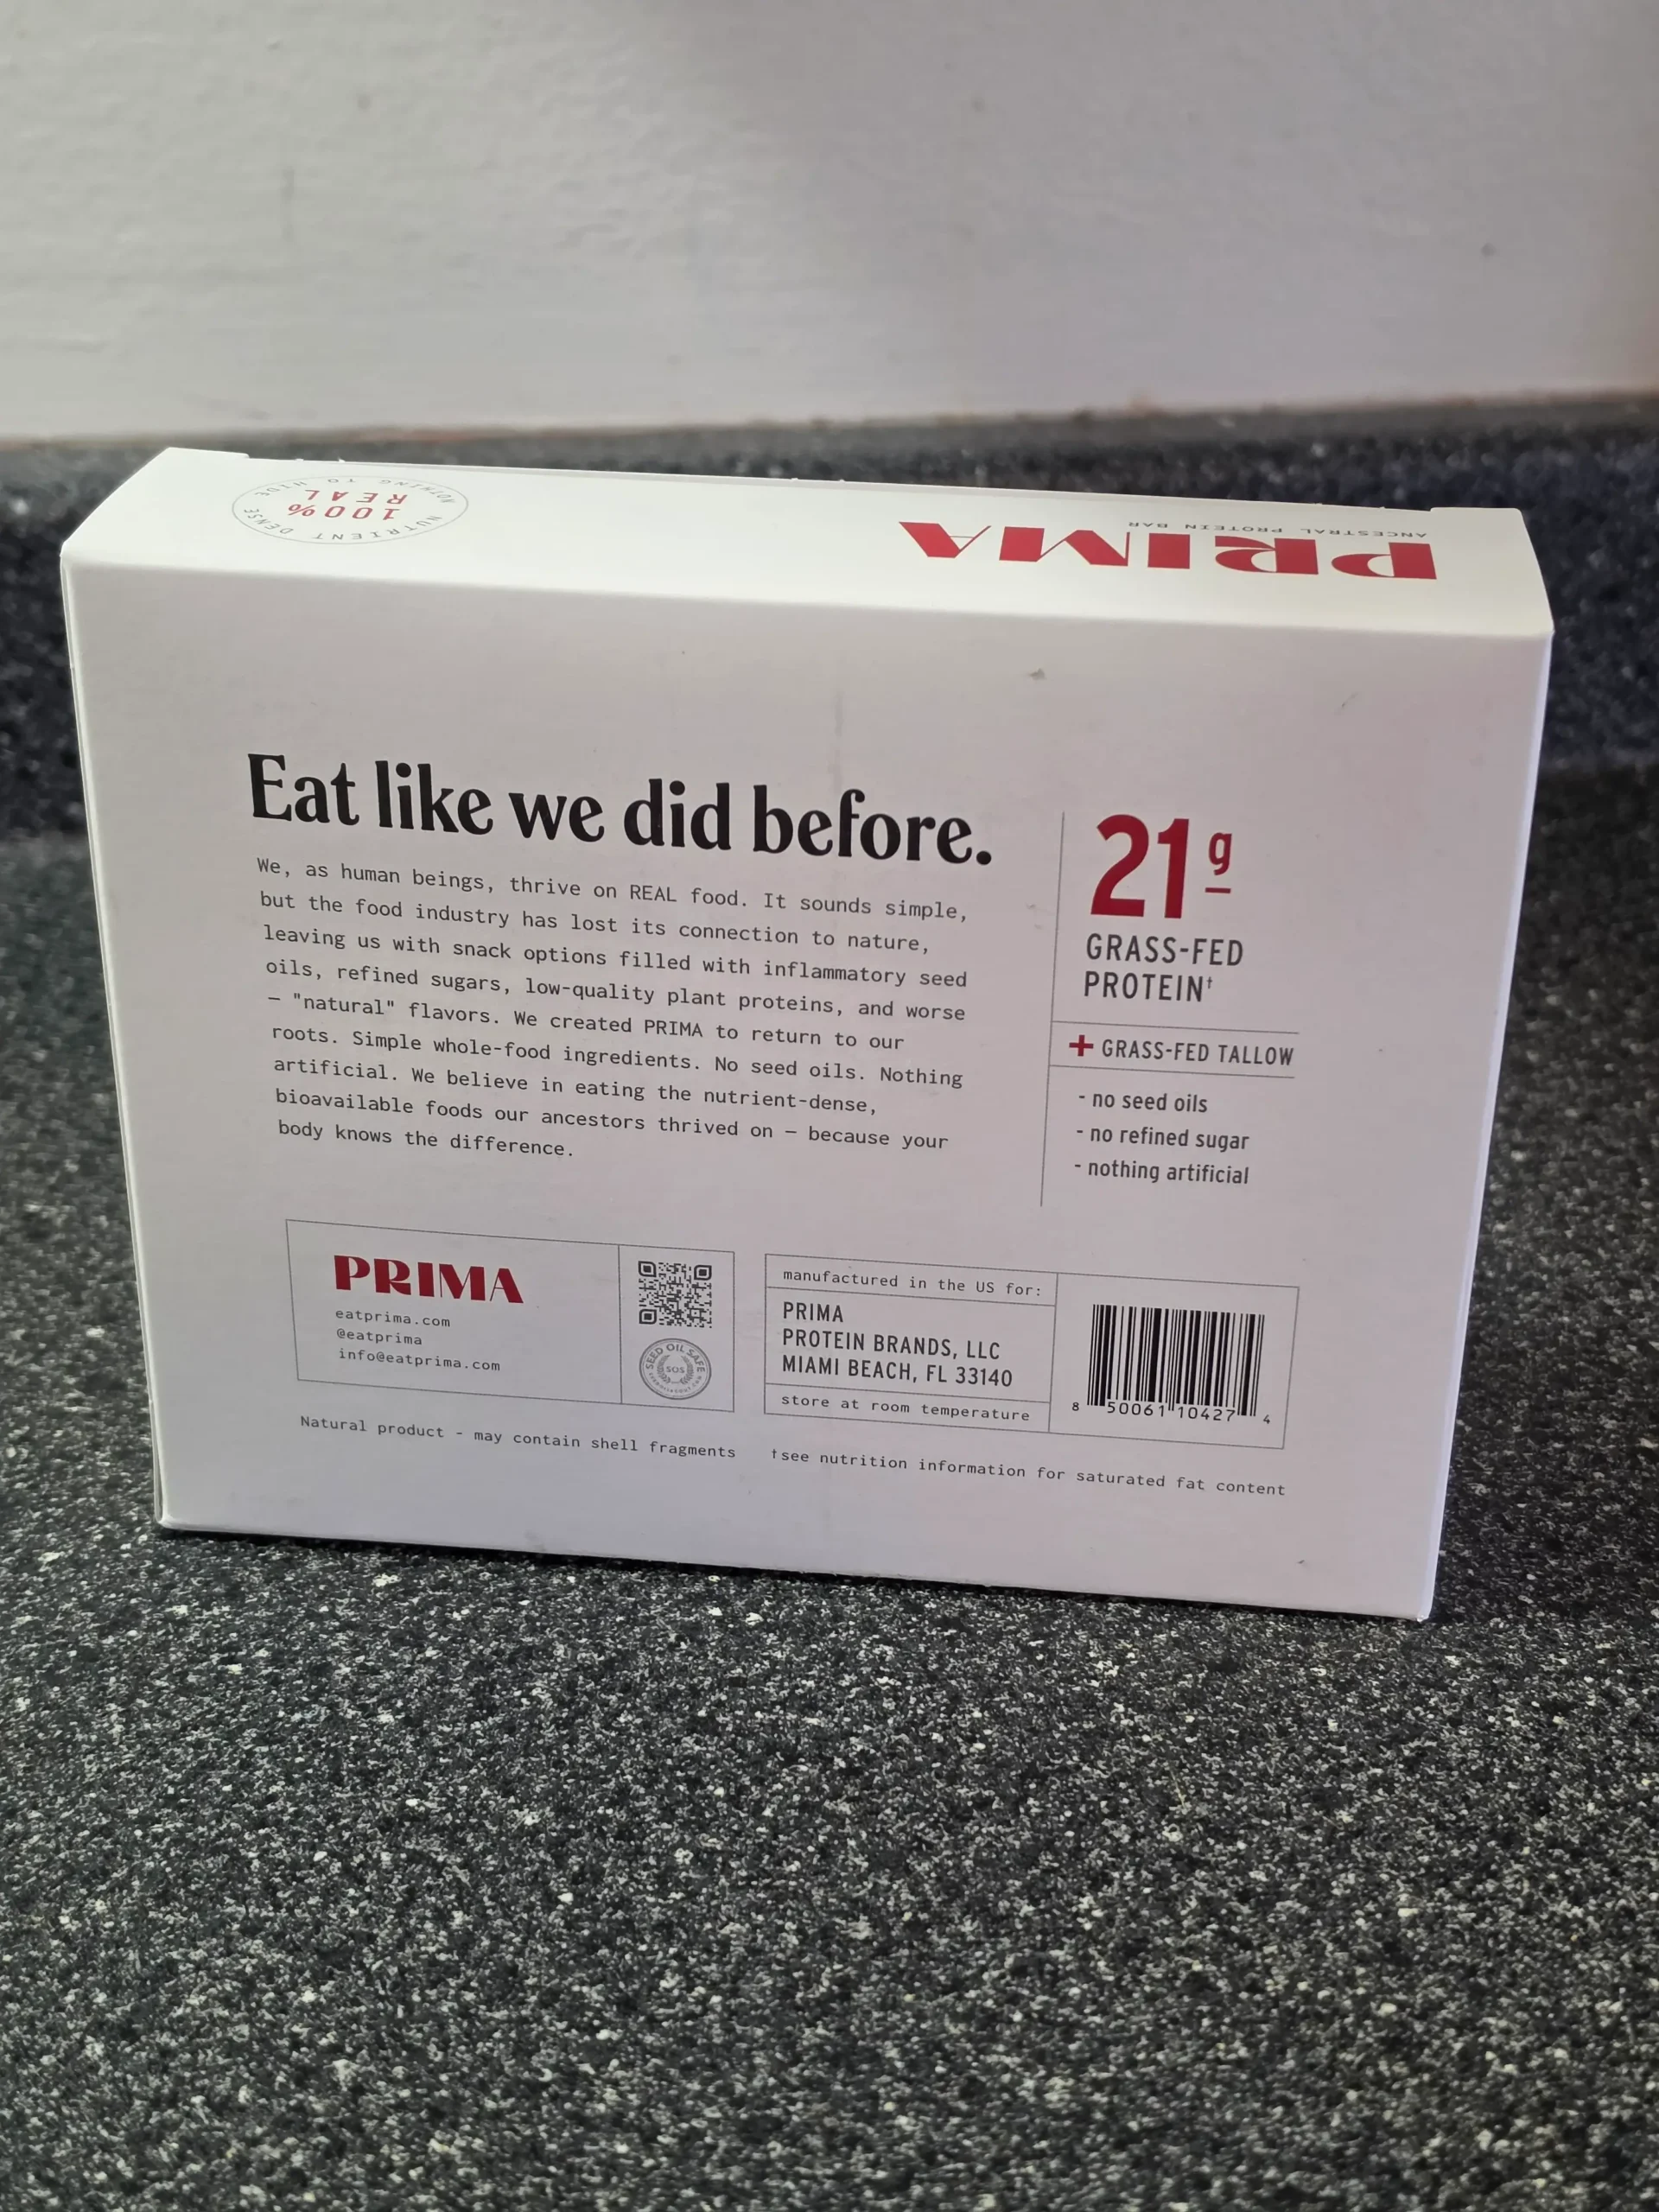 NUTRIENT DENSE
NOTHING TO HIDE
100%
REAL
PRIMA
ANCESTRAL PROTEIN BAR
Eat like we did before.
We, as human beings, thrive on REAL food. It sounds simple,
but the food industry has lost its connection to nature,
leaving us with snack options filled with inflammatory seed
oils, refined sugars, low-quality plant proteins, and worse
— "natural" flavors. We created PRIMA to return to our
roots. Simple whole-food ingredients. No seed oils. Nothing
artificial. We believe in eating the nutrient-dense,
bioavailable foods our ancestors thrived on — because your
body knows the difference.
21g
GRASS-FED
PROTEIN†
+ GRASS-FED TALLOW
- no seed oils
- no refined sugar
- nothing artificial
PRIMA
eatprima.com
@eatprima
info@eatprima.com
SEED OIL SAFE
SOS
manufactured in the US for:
PRIMA
PROTEIN BRANDS, LLC
MIAMI BEACH, FL 33140
store at room temperature
8 50061 10427 4
Natural product - may contain shell fragments
†see nutrition information for saturated fat content